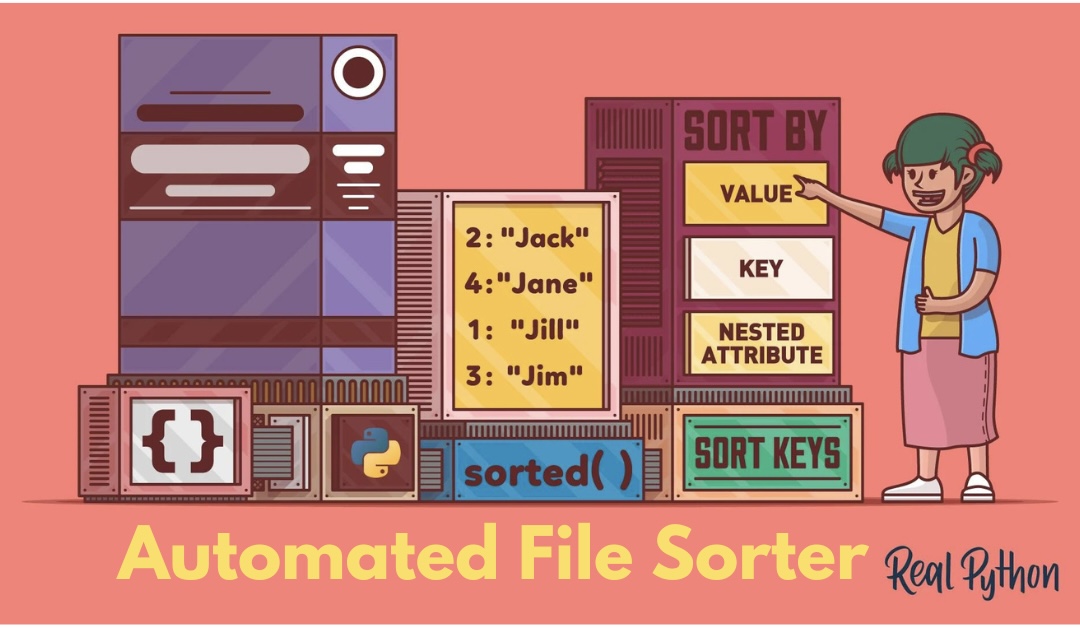 SORT BY
VALUE
KEY
NESTED
ATTRIBUTE
2: "Jack"
4:"Jane"
1: "Jill"
3: "Jim"
{}
sorted( )
SORT KEYS
Automated File Sorter
Real Python